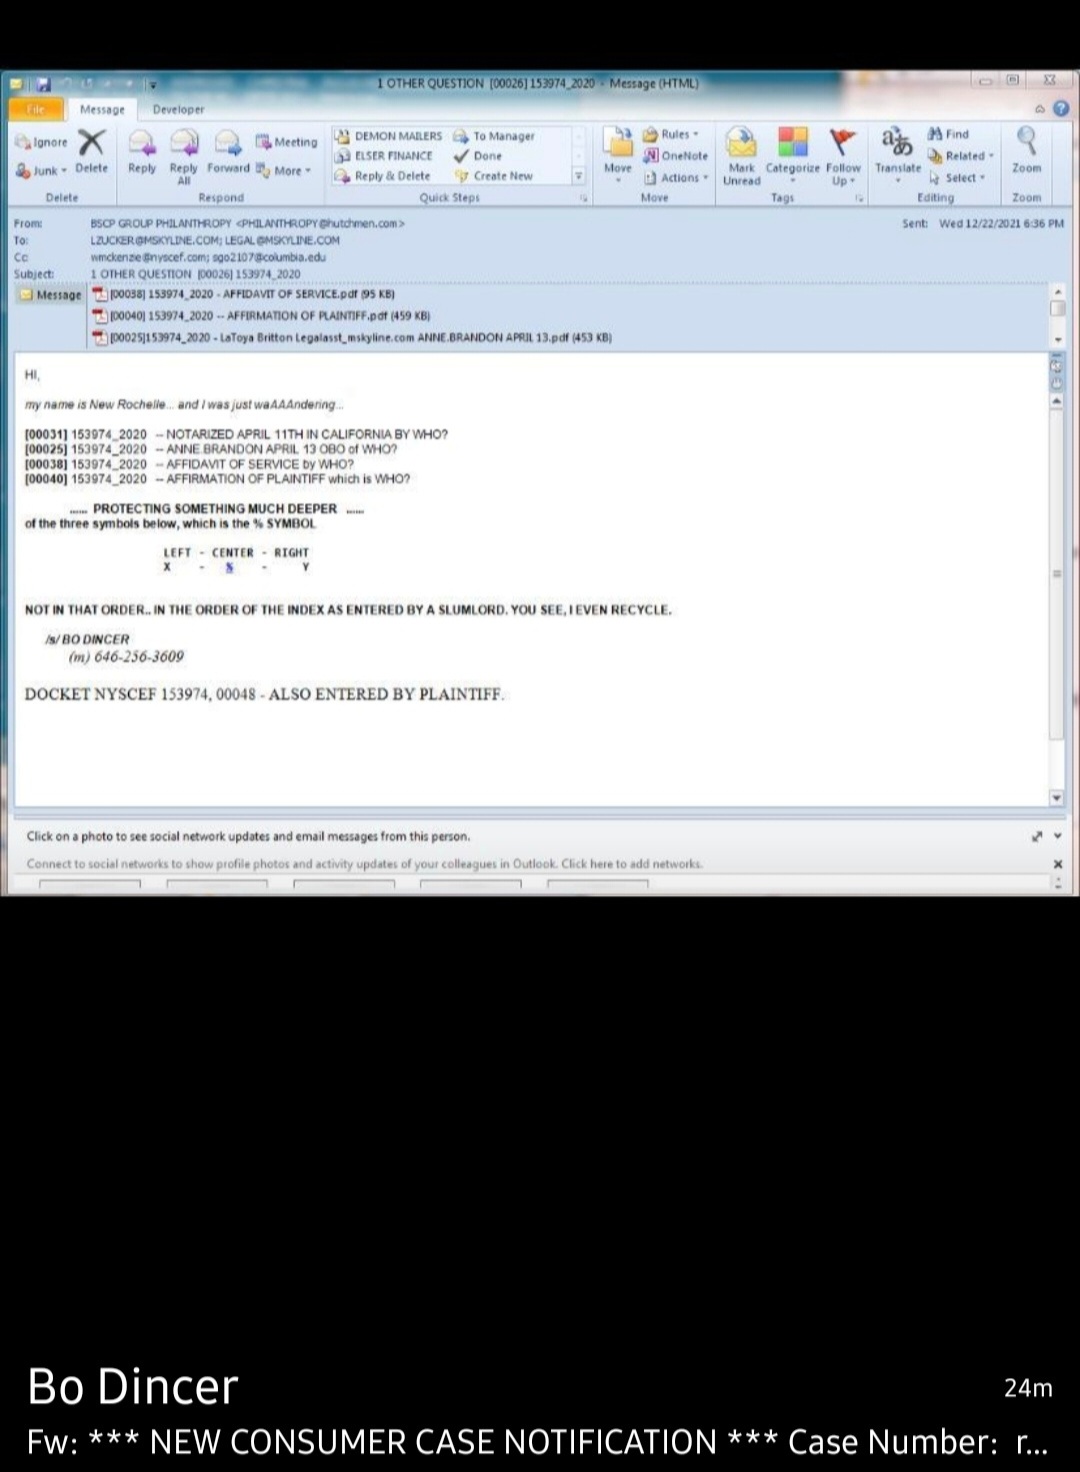 1 OTHER QUESTION [00026] 153974_2020 - Message (HTML)
File Message Developer
Ignore
Junk
Delete
Delete
Reply
Reply All
Forward
Meeting
More
Respond
DEMON MAILERS
ELSER FINANCE
Reply & Delete
To Manager
Done
Create New
Quick Steps
Move
Rules
OneNote
Actions
Move
Mark Unread
Categorize
Follow Up
Tags
Translate
Find
Related
Select
Editing
Zoom
Zoom
From: BSCP GROUP PHILANTHROPY <PHILANTHROPY@hutchmen.com> Sent: Wed 12/22/2021 6:36 PM
To: LZUCKER@MSKYLINE.COM; LEGAL@MSKYLINE.COM
Cc: wmckenzie@nyscef.com; sgo2107@columbia.edu
Subject: 1 OTHER QUESTION [00026] 153974_2020
Message [00038] 153974_2020 - AFFIDAVIT OF SERVICE.pdf (95 KB)
[00040] 153974_2020 -- AFFIRMATION OF PLAINTIFF.pdf (459 KB)
[00025]153974_2020 - LaToya Britton Legalasst_mskyline.com ANNE.BRANDON APRIL 13.pdf (453 KB)
HI,
my name is New Rochelle... and I was just waAAAndering...
[00031] 153974_2020 -- NOTARIZED APRIL 11TH IN CALIFORNIA BY WHO?
[00025] 153974_2020 -- ANNE.BRANDON APRIL 13 OBO of WHO?
[00038] 153974_2020 -- AFFIDAVIT OF SERVICE by WHO?
[00040] 153974_2020 -- AFFIRMATION OF PLAINTIFF which is WHO?
...... PROTECTING SOMETHING MUCH DEEPER ......
of the three symbols below, which is the % SYMBOL
LEFT - CENTER - RIGHT
X - % - Y
NOT IN THAT ORDER.. IN THE ORDER OF THE INDEX AS ENTERED BY A SLUMLORD. YOU SEE, I EVEN RECYCLE.
/s/ BO DINCER
(m) 646-256-3609
DOCKET NYSCEF 153974, 00048 - ALSO ENTERED BY PLAINTIFF.
Click on a photo to see social network updates and email messages from this person.
Connect to social networks to show profile photos and activity updates of your colleagues in Outlook. Click here to add networks.
Bo Dincer 24m
Fw: *** NEW CONSUMER CASE NOTIFICATION *** Case Number: r...